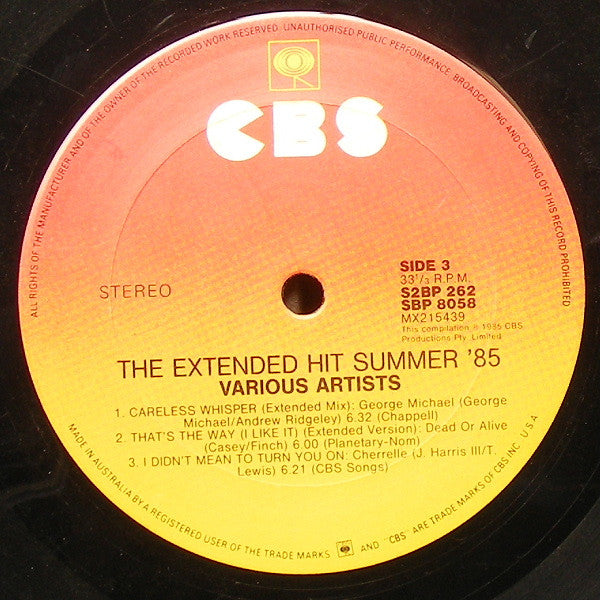 ALL RIGHTS OF THE MANUFACTURER AND OF THE OWNER OF THE RECORDED WORK RESERVED. UNAUTHORISED PUBLIC PERFORMANCE, BROADCASTING AND COPYING OF THIS RECORD PROHIBITED
CBS
STEREO
SIDE 3
33⅓ R.P.M.
S2BP 262
SBP 8058
MX215439
This compilation ℗ 1985 CBS
Productions Pty. Limited
THE EXTENDED HIT SUMMER '85
VARIOUS ARTISTS
1. CARELESS WHISPER (Extended Mix): George Michael (George
Michael/Andrew Ridgeley) 6.32 (Chappell)
2. THAT'S THE WAY (I LIKE IT) (Extended Version): Dead Or Alive
(Casey/Finch) 6.00 (Planetary-Nom)
3. I DIDN'T MEAN TO TURN YOU ON: Cherrelle (J. Harris III/T.
Lewis) 6.21 (CBS Songs)
MADE IN AUSTRALIA BY A REGISTERED USER OF THE TRADE MARKS AND "CBS" ARE TRADE MARKS OF CBS INC. U.S.A.